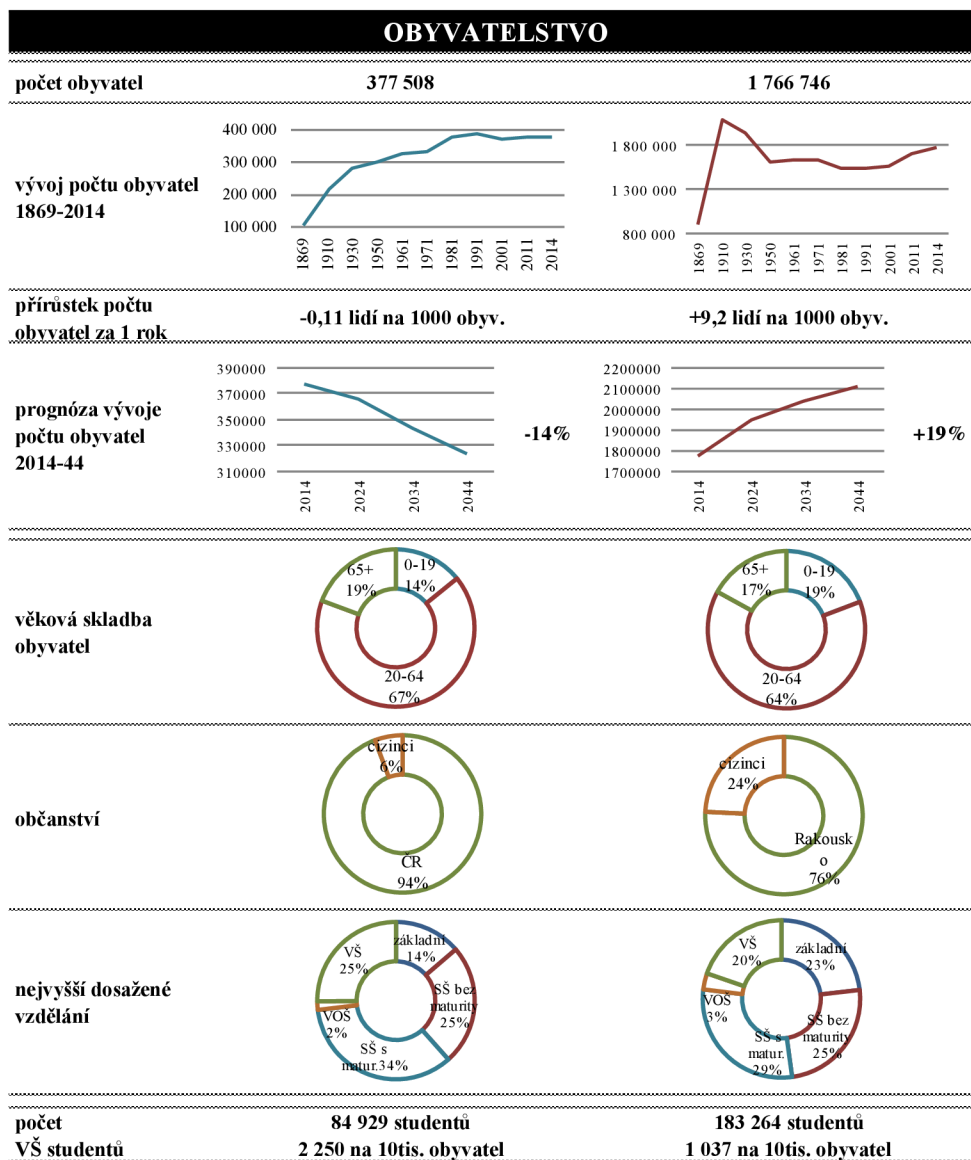 OBYVATELSTVO
počet obyvatel 377 508 1 766 746
vývoj počtu obyvatel
1869-2014
400 000
300 000
200 000
100 000
1869 1910 1930 1950 1961 1971 1981 1991 2001 2011 2014
1 800 000
1 300 000
800 000
1869 1910 1930 1950 1961 1971 1981 1991 2001 2011 2014
přírůstek počtu
obyvatel za 1 rok
-0,11 lidí na 1000 obyv. +9,2 lidí na 1000 obyv.
prognóza vývoje
počtu obyvatel
2014-44
390000
370000
350000
330000
310000
2014 2024 2034 2044
-14%
2200000
2100000
2000000
1900000
1800000
1700000
2014 2024 2034 2044
+19%
věková skladba
obyvatel
65+
19%
0-19
14%
20-64
67%
65+
17%
0-19
19%
20-64
64%
občanství
cizinci
6%
ČR
94%
cizinci
24%
Rakousk
o
76%
nejvyšší dosažené
vzdělání
VŠ
25%
základní
14%
SŠ bez
maturity
25%
VOŠ
2%
SŠ s
matur.34%
VŠ
20%
základní
23%
VOŠ
3%
SŠ s
matur.
29%
SŠ bez
maturity
25%
počet
VŠ studentů
84 929 studentů
2 250 na 10tis. obyvatel
183 264 studentů
1 037 na 10tis. obyvatel